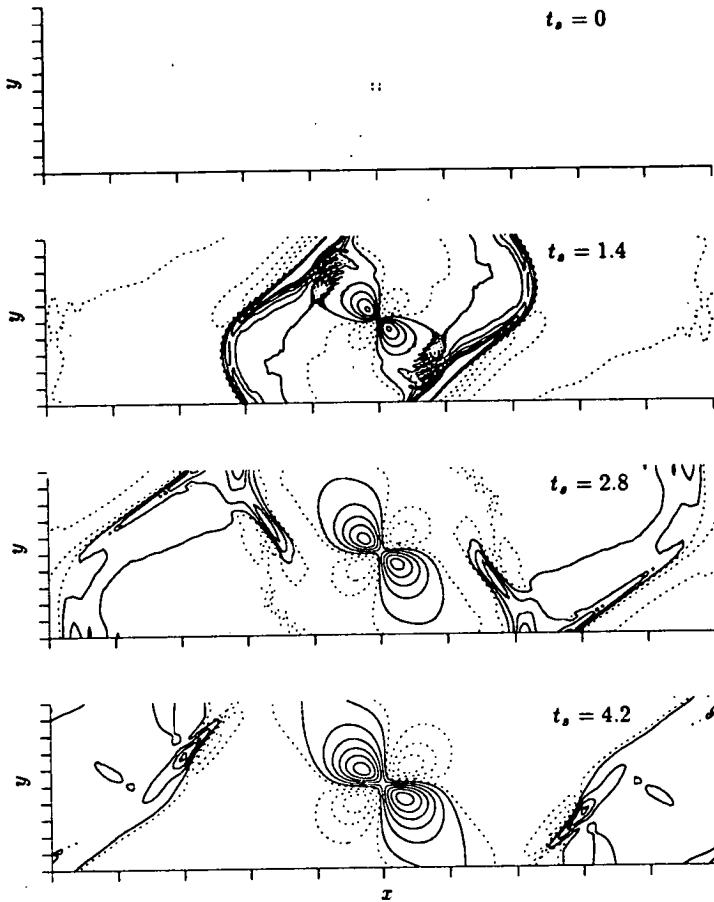 t_s = 0
y
t_s = 1.4
y
t_s = 2.8
y
t_s = 4.2
y
x